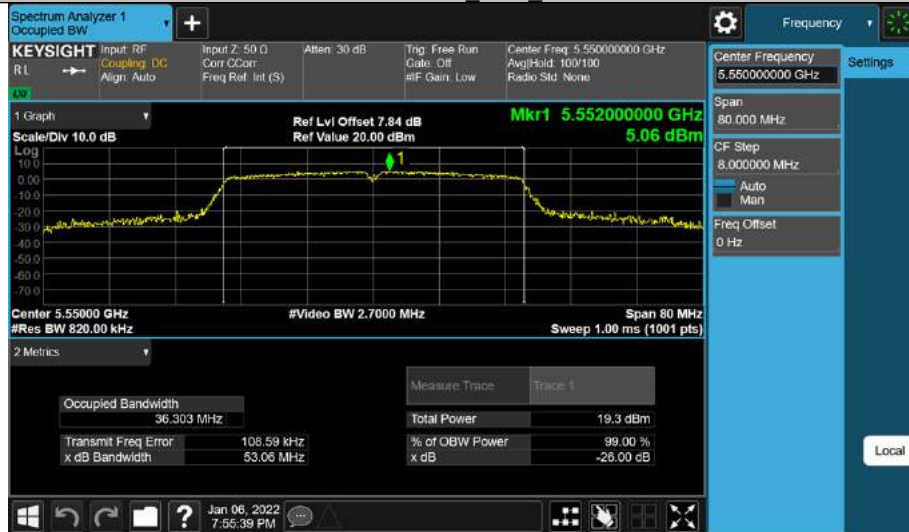 Spectrum Analyzer 1
Occupied BW
Frequency
KEYSIGHT Input: RF Input Z: 50 Ω Atten: 30 dB Trig: Free Run Center Freq: 5.550000000 GHz
RL Coupling: DC Corr CCorr Gate: Off Avg|Hold: 100/100
Align: Auto Freq Ref: Int (S) #IF Gain: Low Radio Std: None
Center Frequency
5.550000000 GHz
Settings
Span
80.000 MHz
CF Step
8.000000 MHz
Auto
Man
Freq Offset
0 Hz
1 Graph
Scale/Div 10.0 dB
Ref Lvl Offset 7.84 dB
Ref Value 20.00 dBm
Mkr1 5.552000000 GHz
5.06 dBm
Log
10.0
0.00
-10.0
-20.0
-30.0
-40.0
-50.0
-60.0
-70.0
1
Center 5.55000 GHz #Video BW 2.7000 MHz Span 80 MHz
#Res BW 820.00 kHz Sweep 1.00 ms (1001 pts)
2 Metrics
Measure Trace Trace 1
Occupied Bandwidth
36.303 MHz
Total Power 19.3 dBm
Transmit Freq Error 108.59 kHz % of OBW Power 99.00 %
x dB Bandwidth 53.06 MHz x dB -26.00 dB
Local
Jan 06, 2022
7:55:39 PM